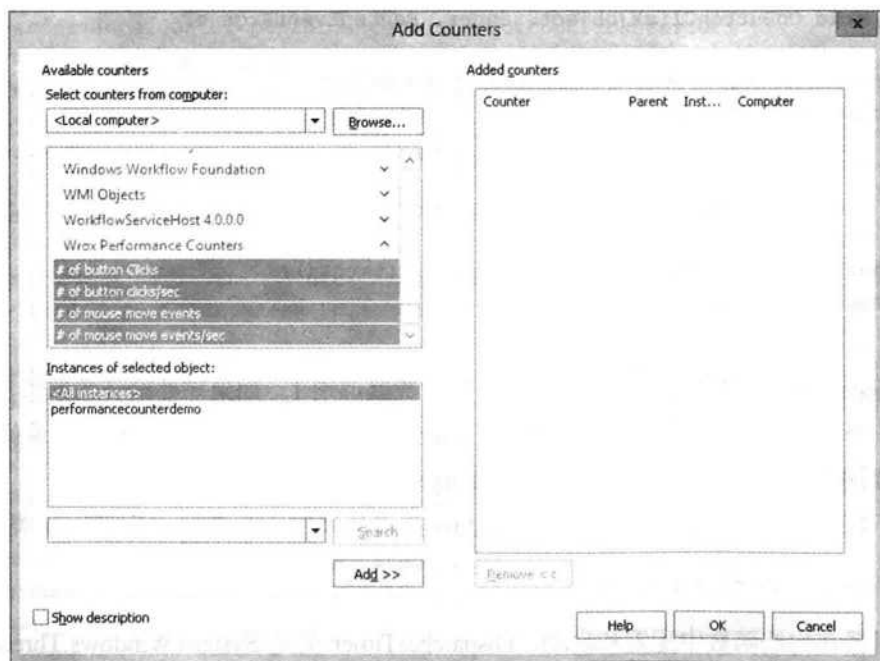 Add Counters
x
Available counters
Select counters from computer:
<Local computer>
Browse...
Windows Workflow Foundation
WMI Objects
WorkflowServiceHost 4.0.0.0
Wrox Performance Counters
# of button Clicks
# of button clicks/sec
# of mouse move events
# of mouse move events/sec
Instances of selected object:
<All instances>
performancecounterdemo
Search
Add >>
Show description
Added counters
Counter Parent Inst... Computer
Remove <<
Help OK Cancel